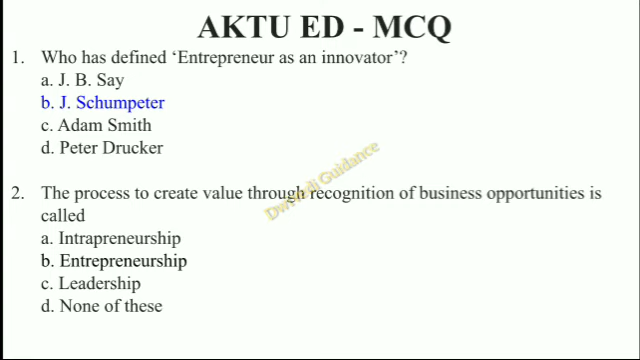 AKTU ED - MCQ
1. Who has defined ‘Entrepreneur as an innovator’?
a. J. B. Say
b. J. Schumpeter
c. Adam Smith
d. Peter Drucker
2. The process to create value through recognition of business opportunities is
called
a. Intrapreneurship
b. Entrepreneurship
c. Leadership
d. None of these
Guidance